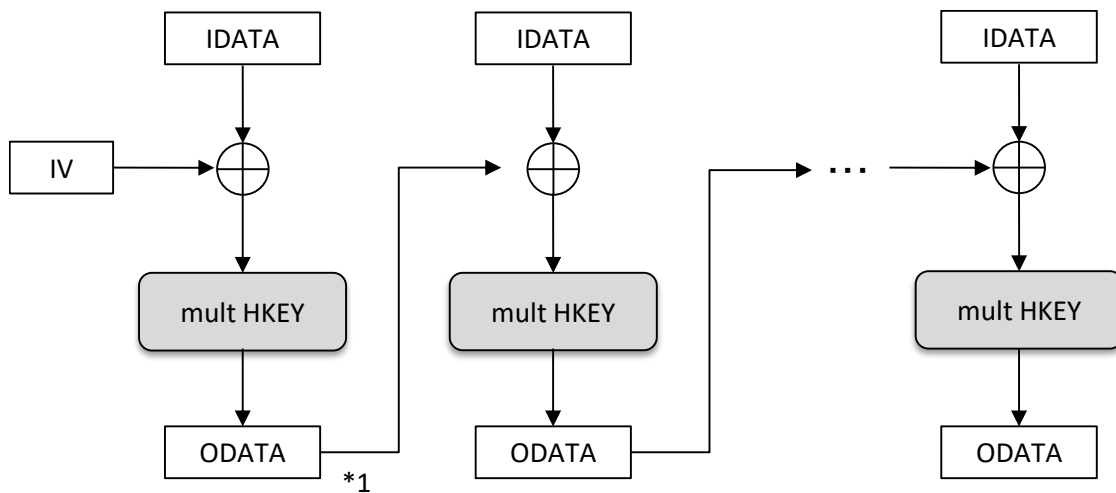 IDATA
IDATA
IDATA
IV
...
mult HKEY
mult HKEY
mult HKEY
ODATA
ODATA
ODATA
*1